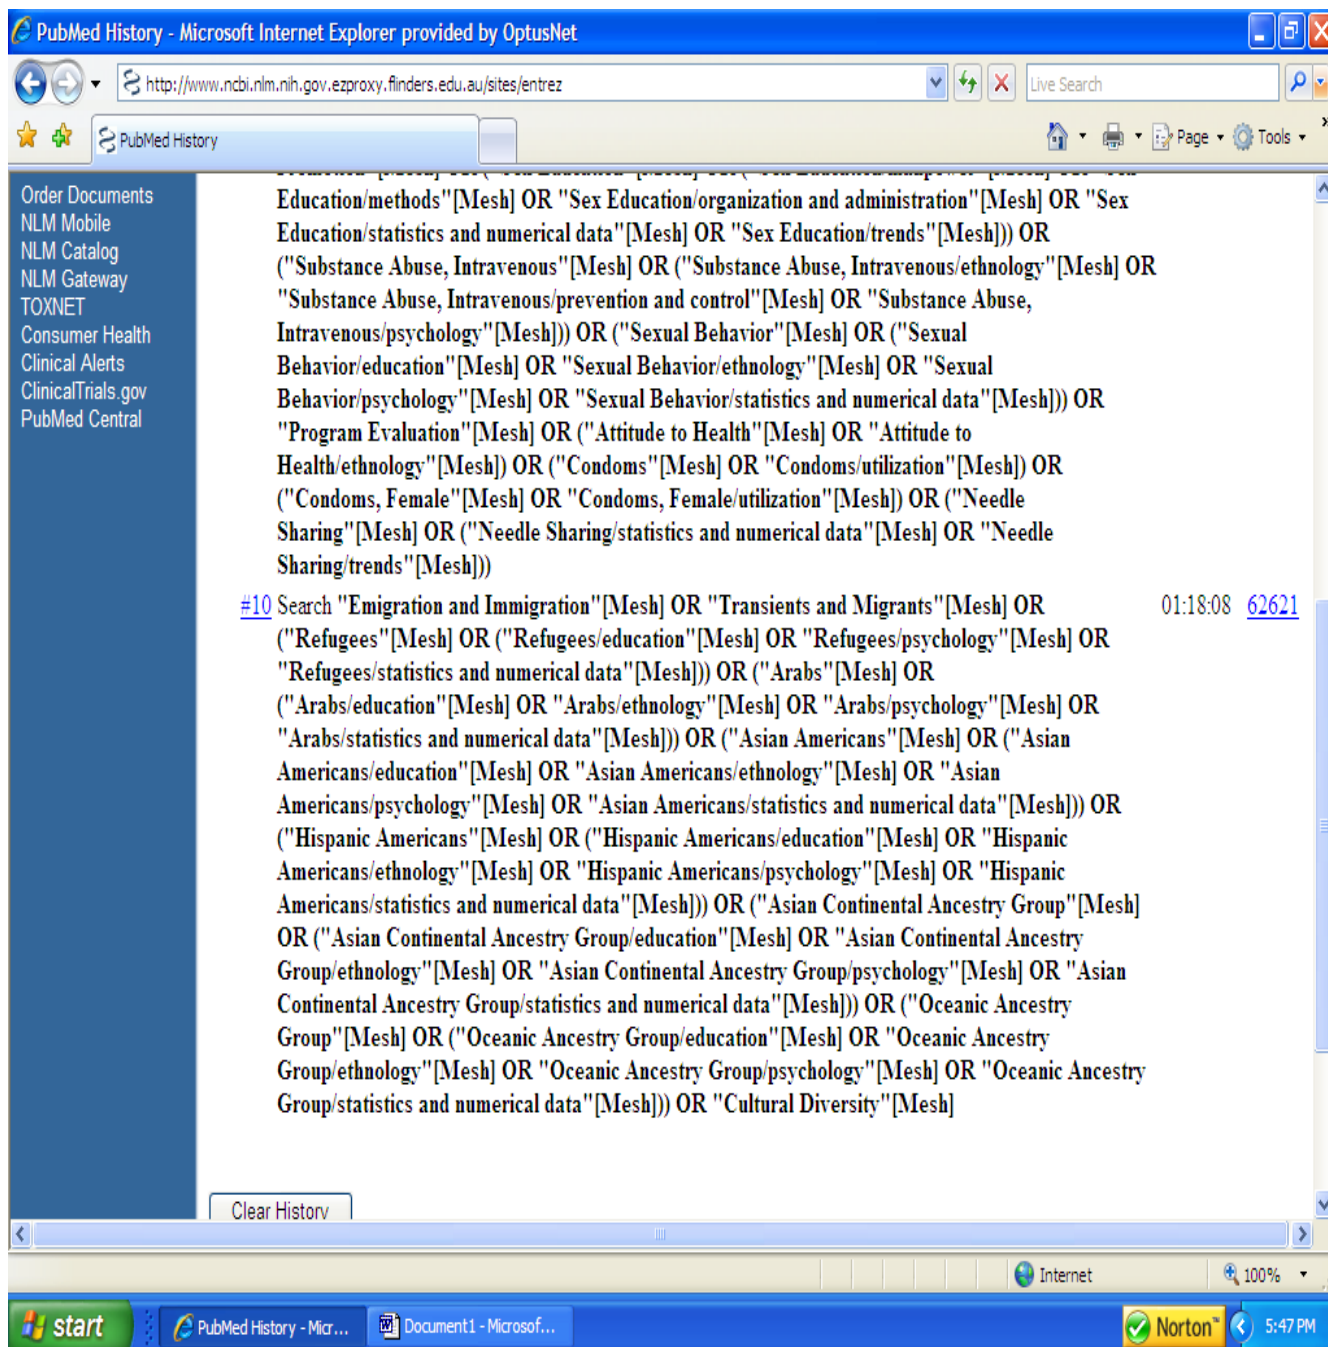 PubMed History - Microsoft Internet Explorer provided by OptusNet
http://www.ncbi.nlm.nih.gov.ezproxy.flinders.edu.au/sites/entrez
Live Search
PubMed History
Page
Tools
Order Documents
NLM Mobile
NLM Catalog
NLM Gateway
TOXNET
Consumer Health
Clinical Alerts
ClinicalTrials.gov
PubMed Central
Education/methods"[Mesh] OR "Sex Education/organization and administration"[Mesh] OR "Sex
Education/statistics and numerical data"[Mesh] OR "Sex Education/trends"[Mesh])) OR
("Substance Abuse, Intravenous"[Mesh] OR ("Substance Abuse, Intravenous/ethnology"[Mesh] OR
"Substance Abuse, Intravenous/prevention and control"[Mesh] OR "Substance Abuse,
Intravenous/psychology"[Mesh])) OR ("Sexual Behavior"[Mesh] OR ("Sexual
Behavior/education"[Mesh] OR "Sexual Behavior/ethnology"[Mesh] OR "Sexual
Behavior/psychology"[Mesh] OR "Sexual Behavior/statistics and numerical data"[Mesh])) OR
"Program Evaluation"[Mesh] OR ("Attitude to Health"[Mesh] OR "Attitude to
Health/ethnology"[Mesh]) OR ("Condoms"[Mesh] OR "Condoms/utilization"[Mesh]) OR
("Condoms, Female"[Mesh] OR "Condoms, Female/utilization"[Mesh]) OR ("Needle
Sharing"[Mesh] OR ("Needle Sharing/statistics and numerical data"[Mesh] OR "Needle
Sharing/trends"[Mesh]))
#10 Search "Emigration and Immigration"[Mesh] OR "Transients and Migrants"[Mesh] OR 01:18:08 62621
("Refugees"[Mesh] OR ("Refugees/education"[Mesh] OR "Refugees/psychology"[Mesh] OR
"Refugees/statistics and numerical data"[Mesh])) OR ("Arabs"[Mesh] OR
("Arabs/education"[Mesh] OR "Arabs/ethnology"[Mesh] OR "Arabs/psychology"[Mesh] OR
"Arabs/statistics and numerical data"[Mesh])) OR ("Asian Americans"[Mesh] OR ("Asian
Americans/education"[Mesh] OR "Asian Americans/ethnology"[Mesh] OR "Asian
Americans/psychology"[Mesh] OR "Asian Americans/statistics and numerical data"[Mesh])) OR
("Hispanic Americans"[Mesh] OR ("Hispanic Americans/education"[Mesh] OR "Hispanic
Americans/ethnology"[Mesh] OR "Hispanic Americans/psychology"[Mesh] OR "Hispanic
Americans/statistics and numerical data"[Mesh])) OR ("Asian Continental Ancestry Group"[Mesh]
OR ("Asian Continental Ancestry Group/education"[Mesh] OR "Asian Continental Ancestry
Group/ethnology"[Mesh] OR "Asian Continental Ancestry Group/psychology"[Mesh] OR "Asian
Continental Ancestry Group/statistics and numerical data"[Mesh])) OR ("Oceanic Ancestry
Group"[Mesh] OR ("Oceanic Ancestry Group/education"[Mesh] OR "Oceanic Ancestry
Group/ethnology"[Mesh] OR "Oceanic Ancestry Group/psychology"[Mesh] OR "Oceanic Ancestry
Group/statistics and numerical data"[Mesh])) OR "Cultural Diversity"[Mesh]
Clear History
Internet
100%
start
PubMed History - Micr...
Document1 - Microsof...
Norton™
5:47 PM